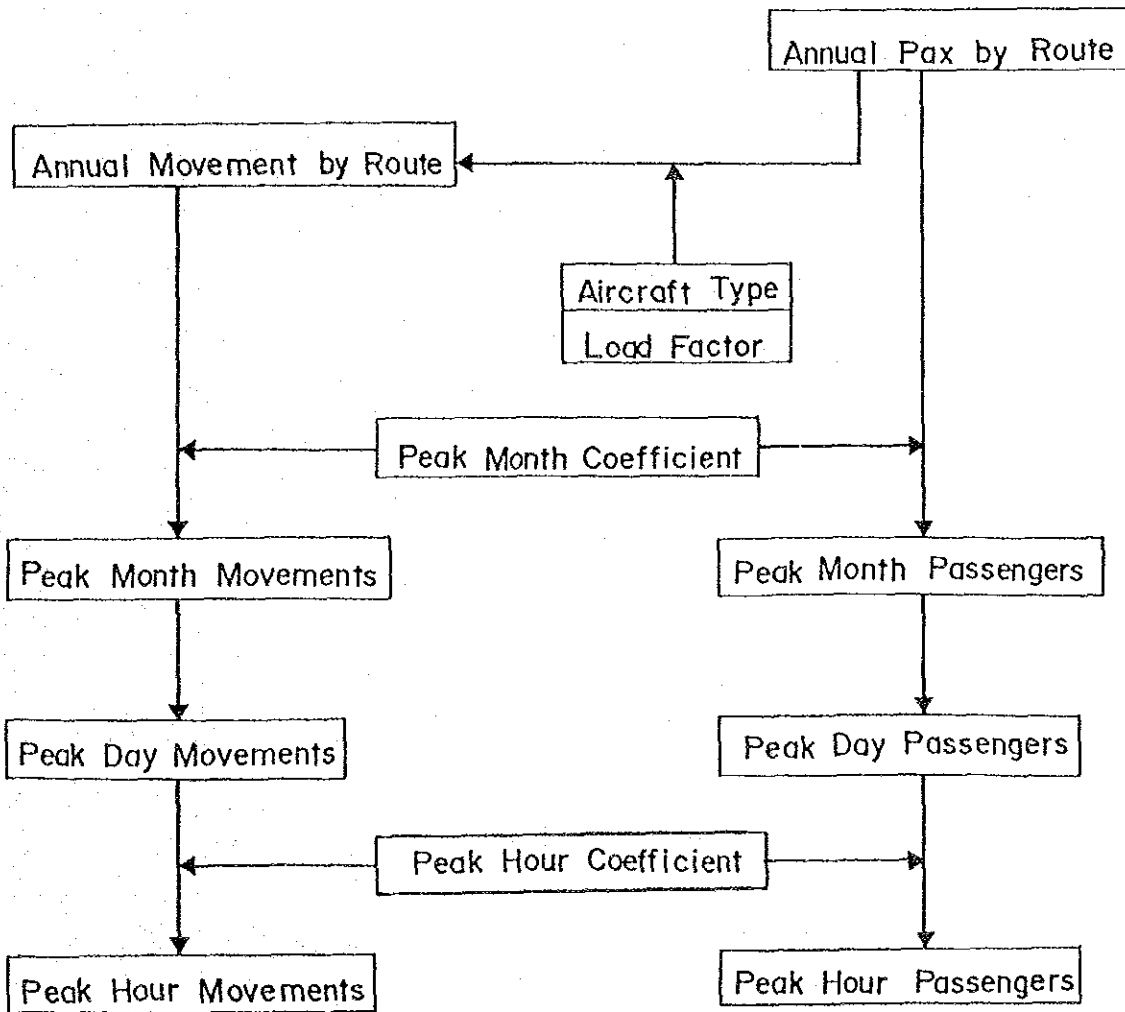 Annual Pax by Route
Annual Movement by Route
Aircraft Type
Load Factor
Peak Month Coefficient
Peak Month Movements
Peak Month Passengers
Peak Day Movements
Peak Day Passengers
Peak Hour Coefficient
Peak Hour Movements
Peak Hour Passengers